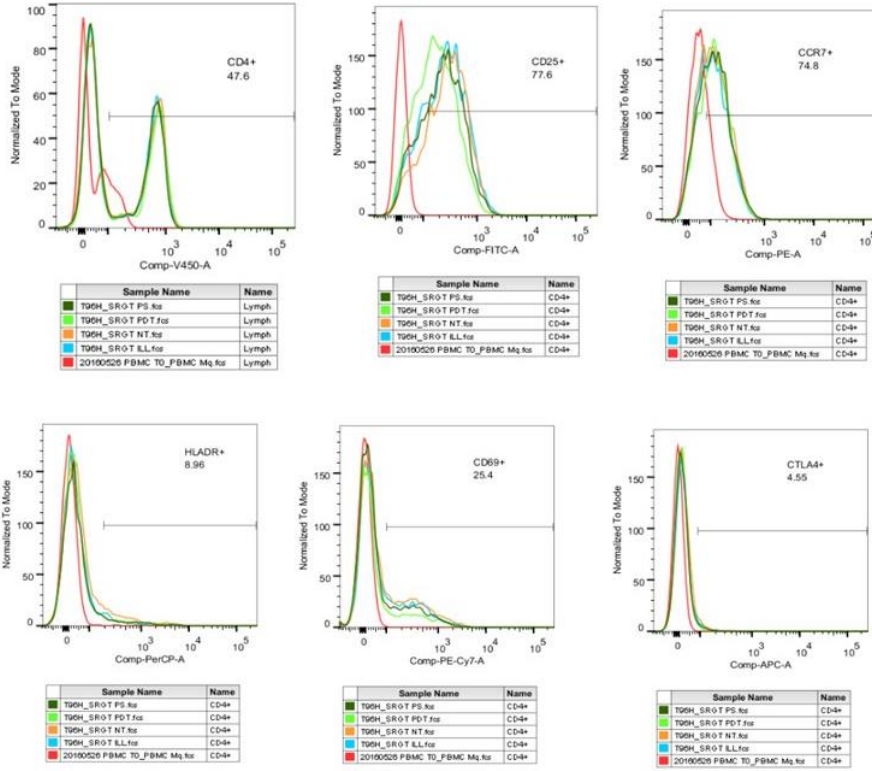 Normalized To Mode
100
80
60
40
20
0
CD4+
47.6
0 10^3 10^4 10^5
Comp-V450-A
Sample Name Name
T96H_SRGT PS.fcs Lymph
T96H_SRGT PDT.fcs Lymph
T96H_SRGT NT.fcs Lymph
T96H_SRGT ILL.fcs Lymph
20160526 PBMC T0_PBMC Mq.fcs Lymph
Normalized To Mode
150
100
50
0
CD25+
77.6
0 10^3 10^4 10^5
Comp-FITC-A
Sample Name Name
T96H_SRGT PS.fcs CD4+
T96H_SRGT PDT.fcs CD4+
T96H_SRGT NT.fcs CD4+
T96H_SRGT ILL.fcs CD4+
20160526 PBMC T0_PBMC Mq.fcs CD4+
Normalized To Mode
150
100
50
0
CCR7+
74.8
0 10^3 10^4 10^5
Comp-PE-A
Sample Name Name
T96H_SRGT PS.fcs CD4+
T96H_SRGT PDT.fcs CD4+
T96H_SRGT NT.fcs CD4+
T96H_SRGT ILL.fcs CD4+
20160526 PBMC T0_PBMC Mq.fcs CD4+
Normalized To Mode
150
100
50
0
HLADR+
8.96
0 10^3 10^4 10^5
Comp-PerCP-A
Sample Name Name
T96H_SRGT PS.fcs CD4+
T96H_SRGT PDT.fcs CD4+
T96H_SRGT NT.fcs CD4+
T96H_SRGT ILL.fcs CD4+
20160526 PBMC T0_PBMC Mq.fcs CD4+
Normalized To Mode
150
100
50
0
CD69+
25.4
0 10^3 10^4 10^5
Comp-PE-Cy7-A
Sample Name Name
T96H_SRGT PS.fcs CD4+
T96H_SRGT PDT.fcs CD4+
T96H_SRGT NT.fcs CD4+
T96H_SRGT ILL.fcs CD4+
20160526 PBMC T0_PBMC Mq.fcs CD4+
Normalized To Mode
150
100
50
0
CTLA4+
4.55
0 10^3 10^4 10^5
Comp-APC-A
Sample Name Name
T96H_SRGT PS.fcs CD4+
T96H_SRGT PDT.fcs CD4+
T96H_SRGT NT.fcs CD4+
T96H_SRGT ILL.fcs CD4+
20160526 PBMC T0_PBMC Mq.fcs CD4+